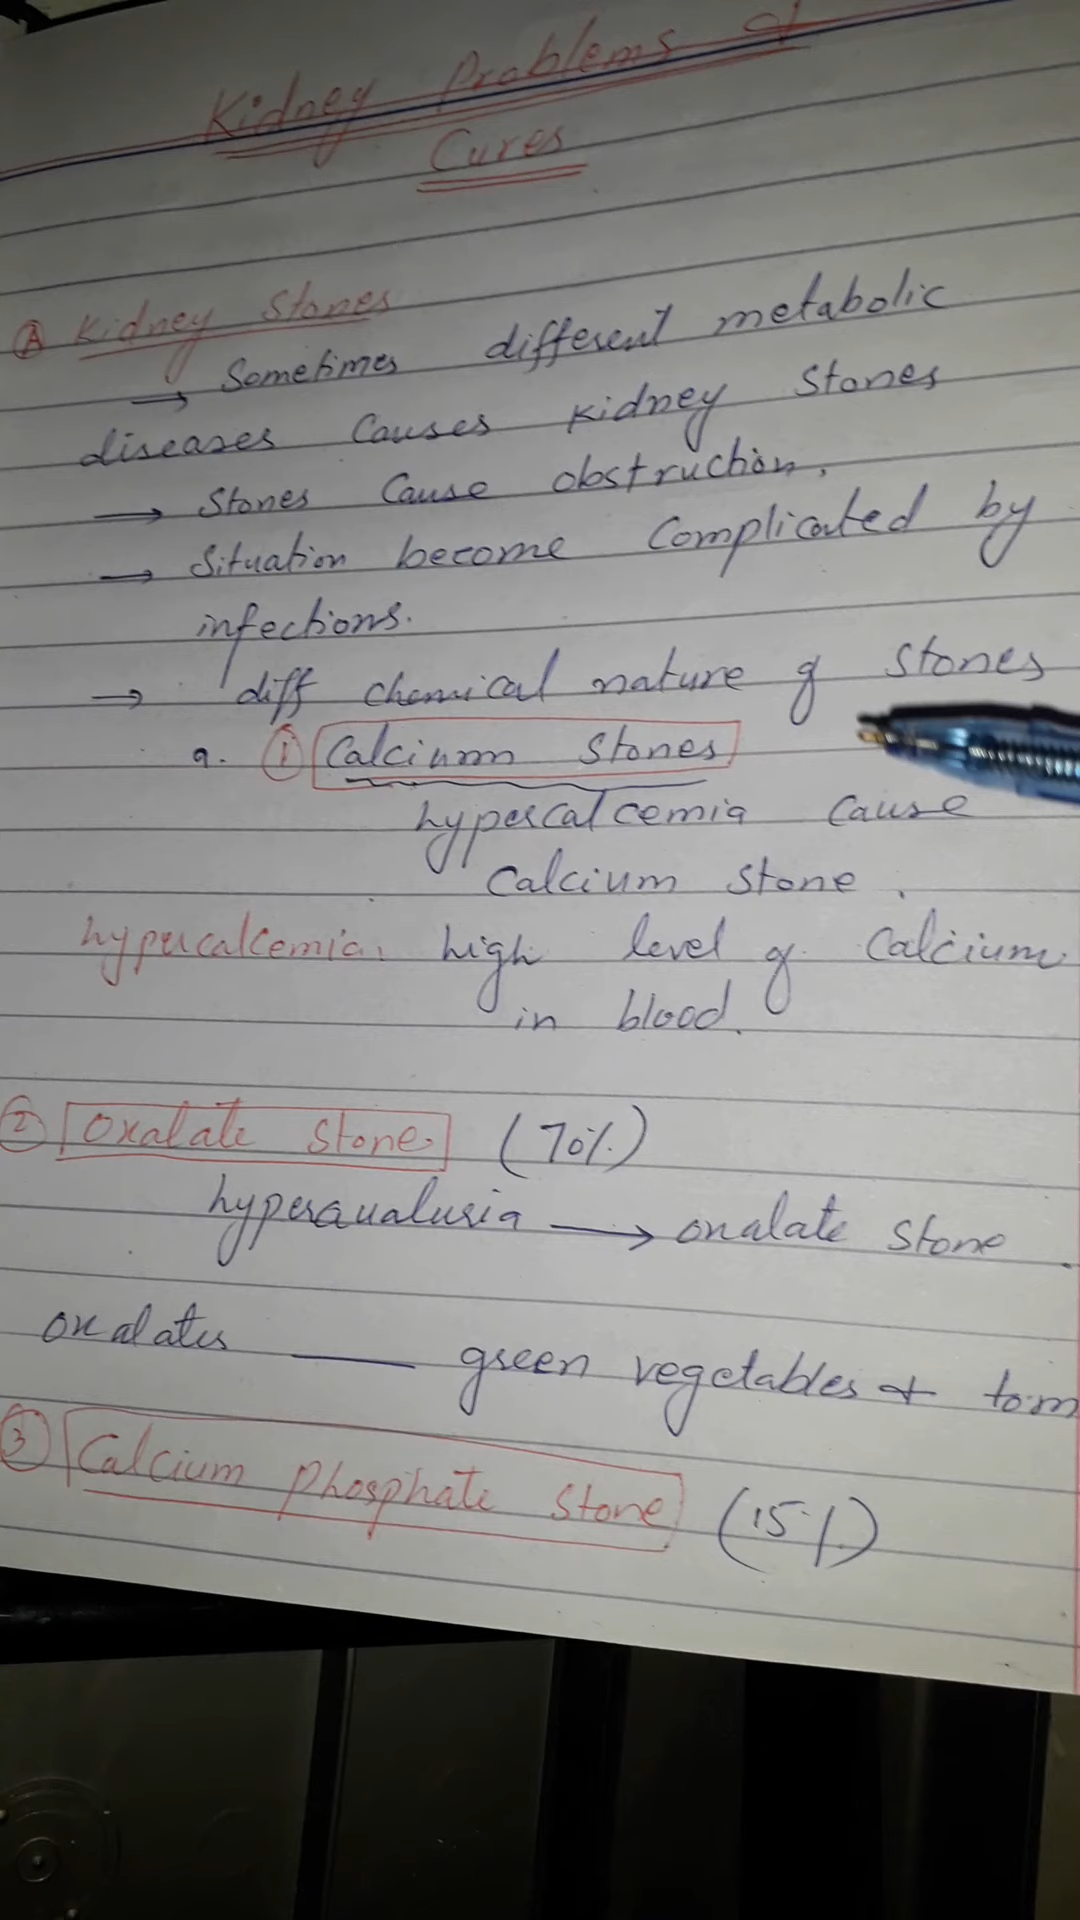 Kidney Problems &
Cures
A Kidney Stones
→ Sometimes different metabolic
diseases Causes kidney Stones
→ Stones Cause obstruction.
→ Situation become Complicated by
infections.
→ diff chemical nature of Stones
a. 1 Calcium Stones
hypercalcemia Cause
Calcium Stone.
hypercalcemia: high level of Calcium
in blood.
2 Oxalate Stone. (70%)
hyperauxaluria → oxalate Stone.
oxalates — green vegetables +
3 Calcium Phosphate Stone (15%)